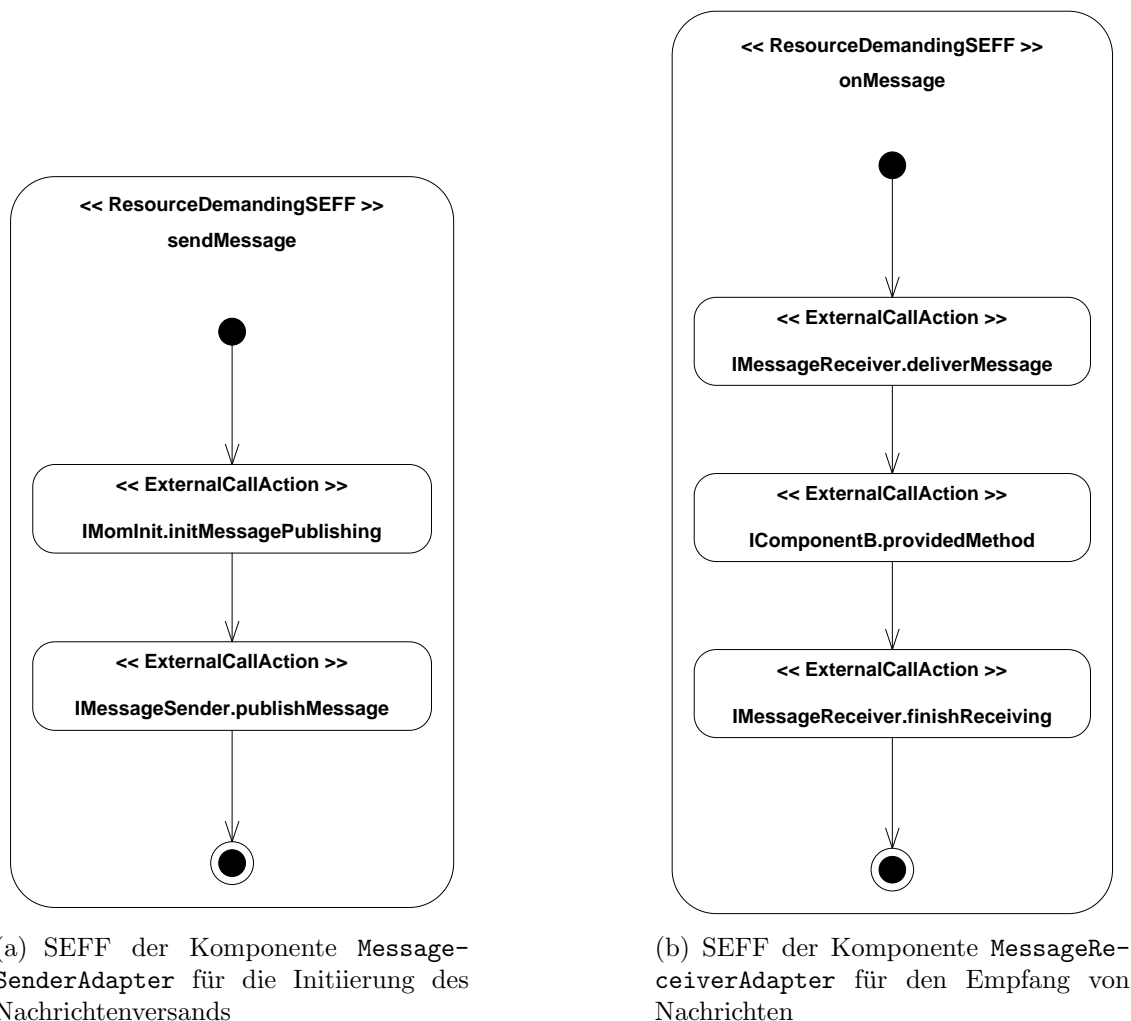 << ResourceDemandingSEFF >>
sendMessage
<< ExternalCallAction >>
IMomInit.initMessagePublishing
<< ExternalCallAction >>
IMessageSender.publishMessage
(a) SEFF der Komponente Message-
SenderAdapter für die Initiierung des
Nachrichtenversands
<< ResourceDemandingSEFF >>
onMessage
<< ExternalCallAction >>
IMessageReceiver.deliverMessage
<< ExternalCallAction >>
IComponentB.providedMethod
<< ExternalCallAction >>
IMessageReceiver.finishReceiving
(b) SEFF der Komponente MessageRe-
ceiverAdapter für den Empfang von
Nachrichten